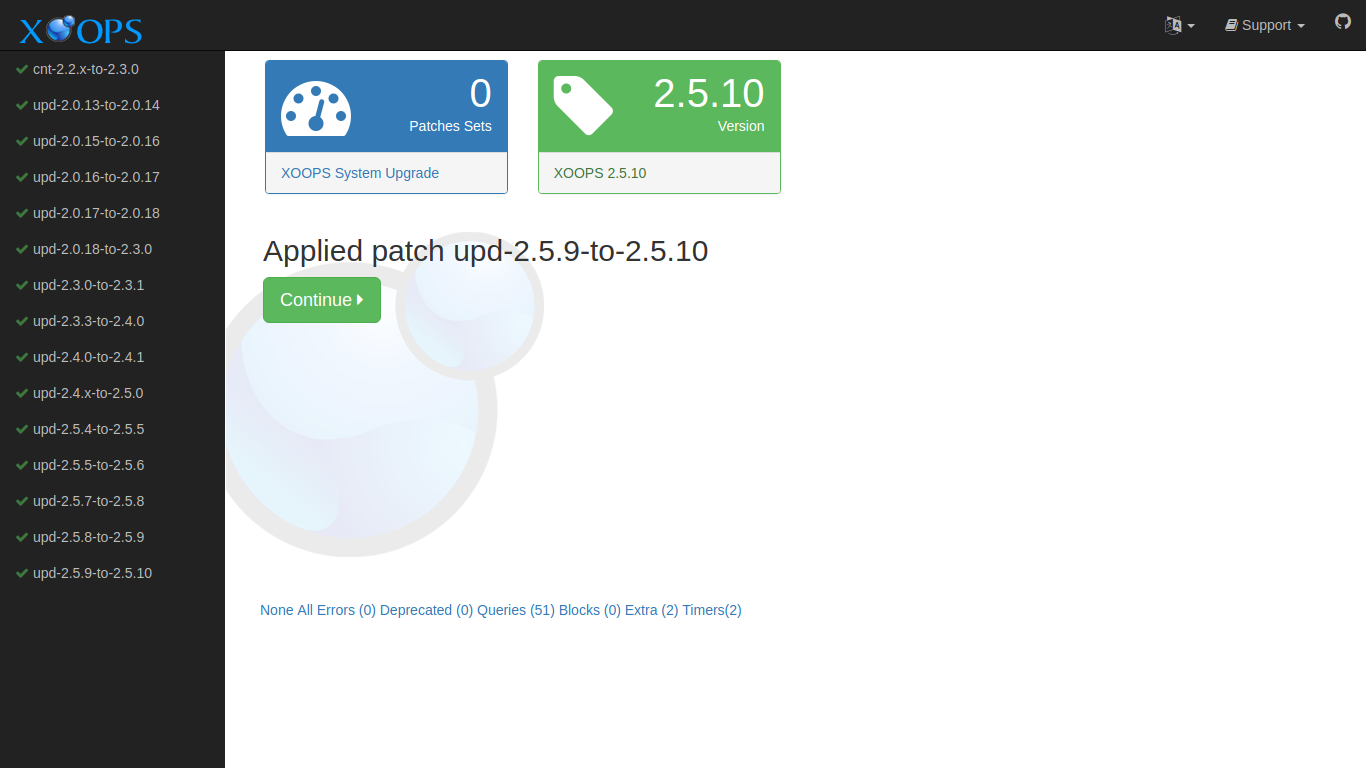 XOOPS
Support
cnt-2.2.x-to-2.3.0
upd-2.0.13-to-2.0.14
upd-2.0.15-to-2.0.16
upd-2.0.16-to-2.0.17
upd-2.0.17-to-2.0.18
upd-2.0.18-to-2.3.0
upd-2.3.0-to-2.3.1
upd-2.3.3-to-2.4.0
upd-2.4.0-to-2.4.1
upd-2.4.x-to-2.5.0
upd-2.5.4-to-2.5.5
upd-2.5.5-to-2.5.6
upd-2.5.7-to-2.5.8
upd-2.5.8-to-2.5.9
upd-2.5.9-to-2.5.10
0
Patches Sets
XOOPS System Upgrade
2.5.10
Version
XOOPS 2.5.10
Applied patch upd-2.5.9-to-2.5.10
Continue
None All Errors (0) Deprecated (0) Queries (51) Blocks (0) Extra (2) Timers(2)